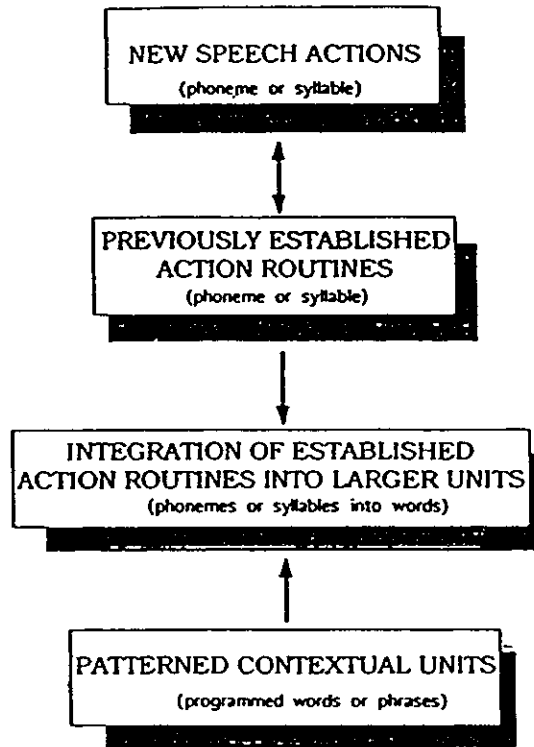 NEW SPEECH ACTIONS
(phoneme or syllable)
PREVIOUSLY ESTABLISHED
ACTION ROUTINES
(phoneme or syllable)
INTEGRATION OF ESTABLISHED
ACTION ROUTINES INTO LARGER UNITS
(phonemes or syllables into words)
PATTERNED CONTEXTUAL UNITS
(programmed words or phrases)